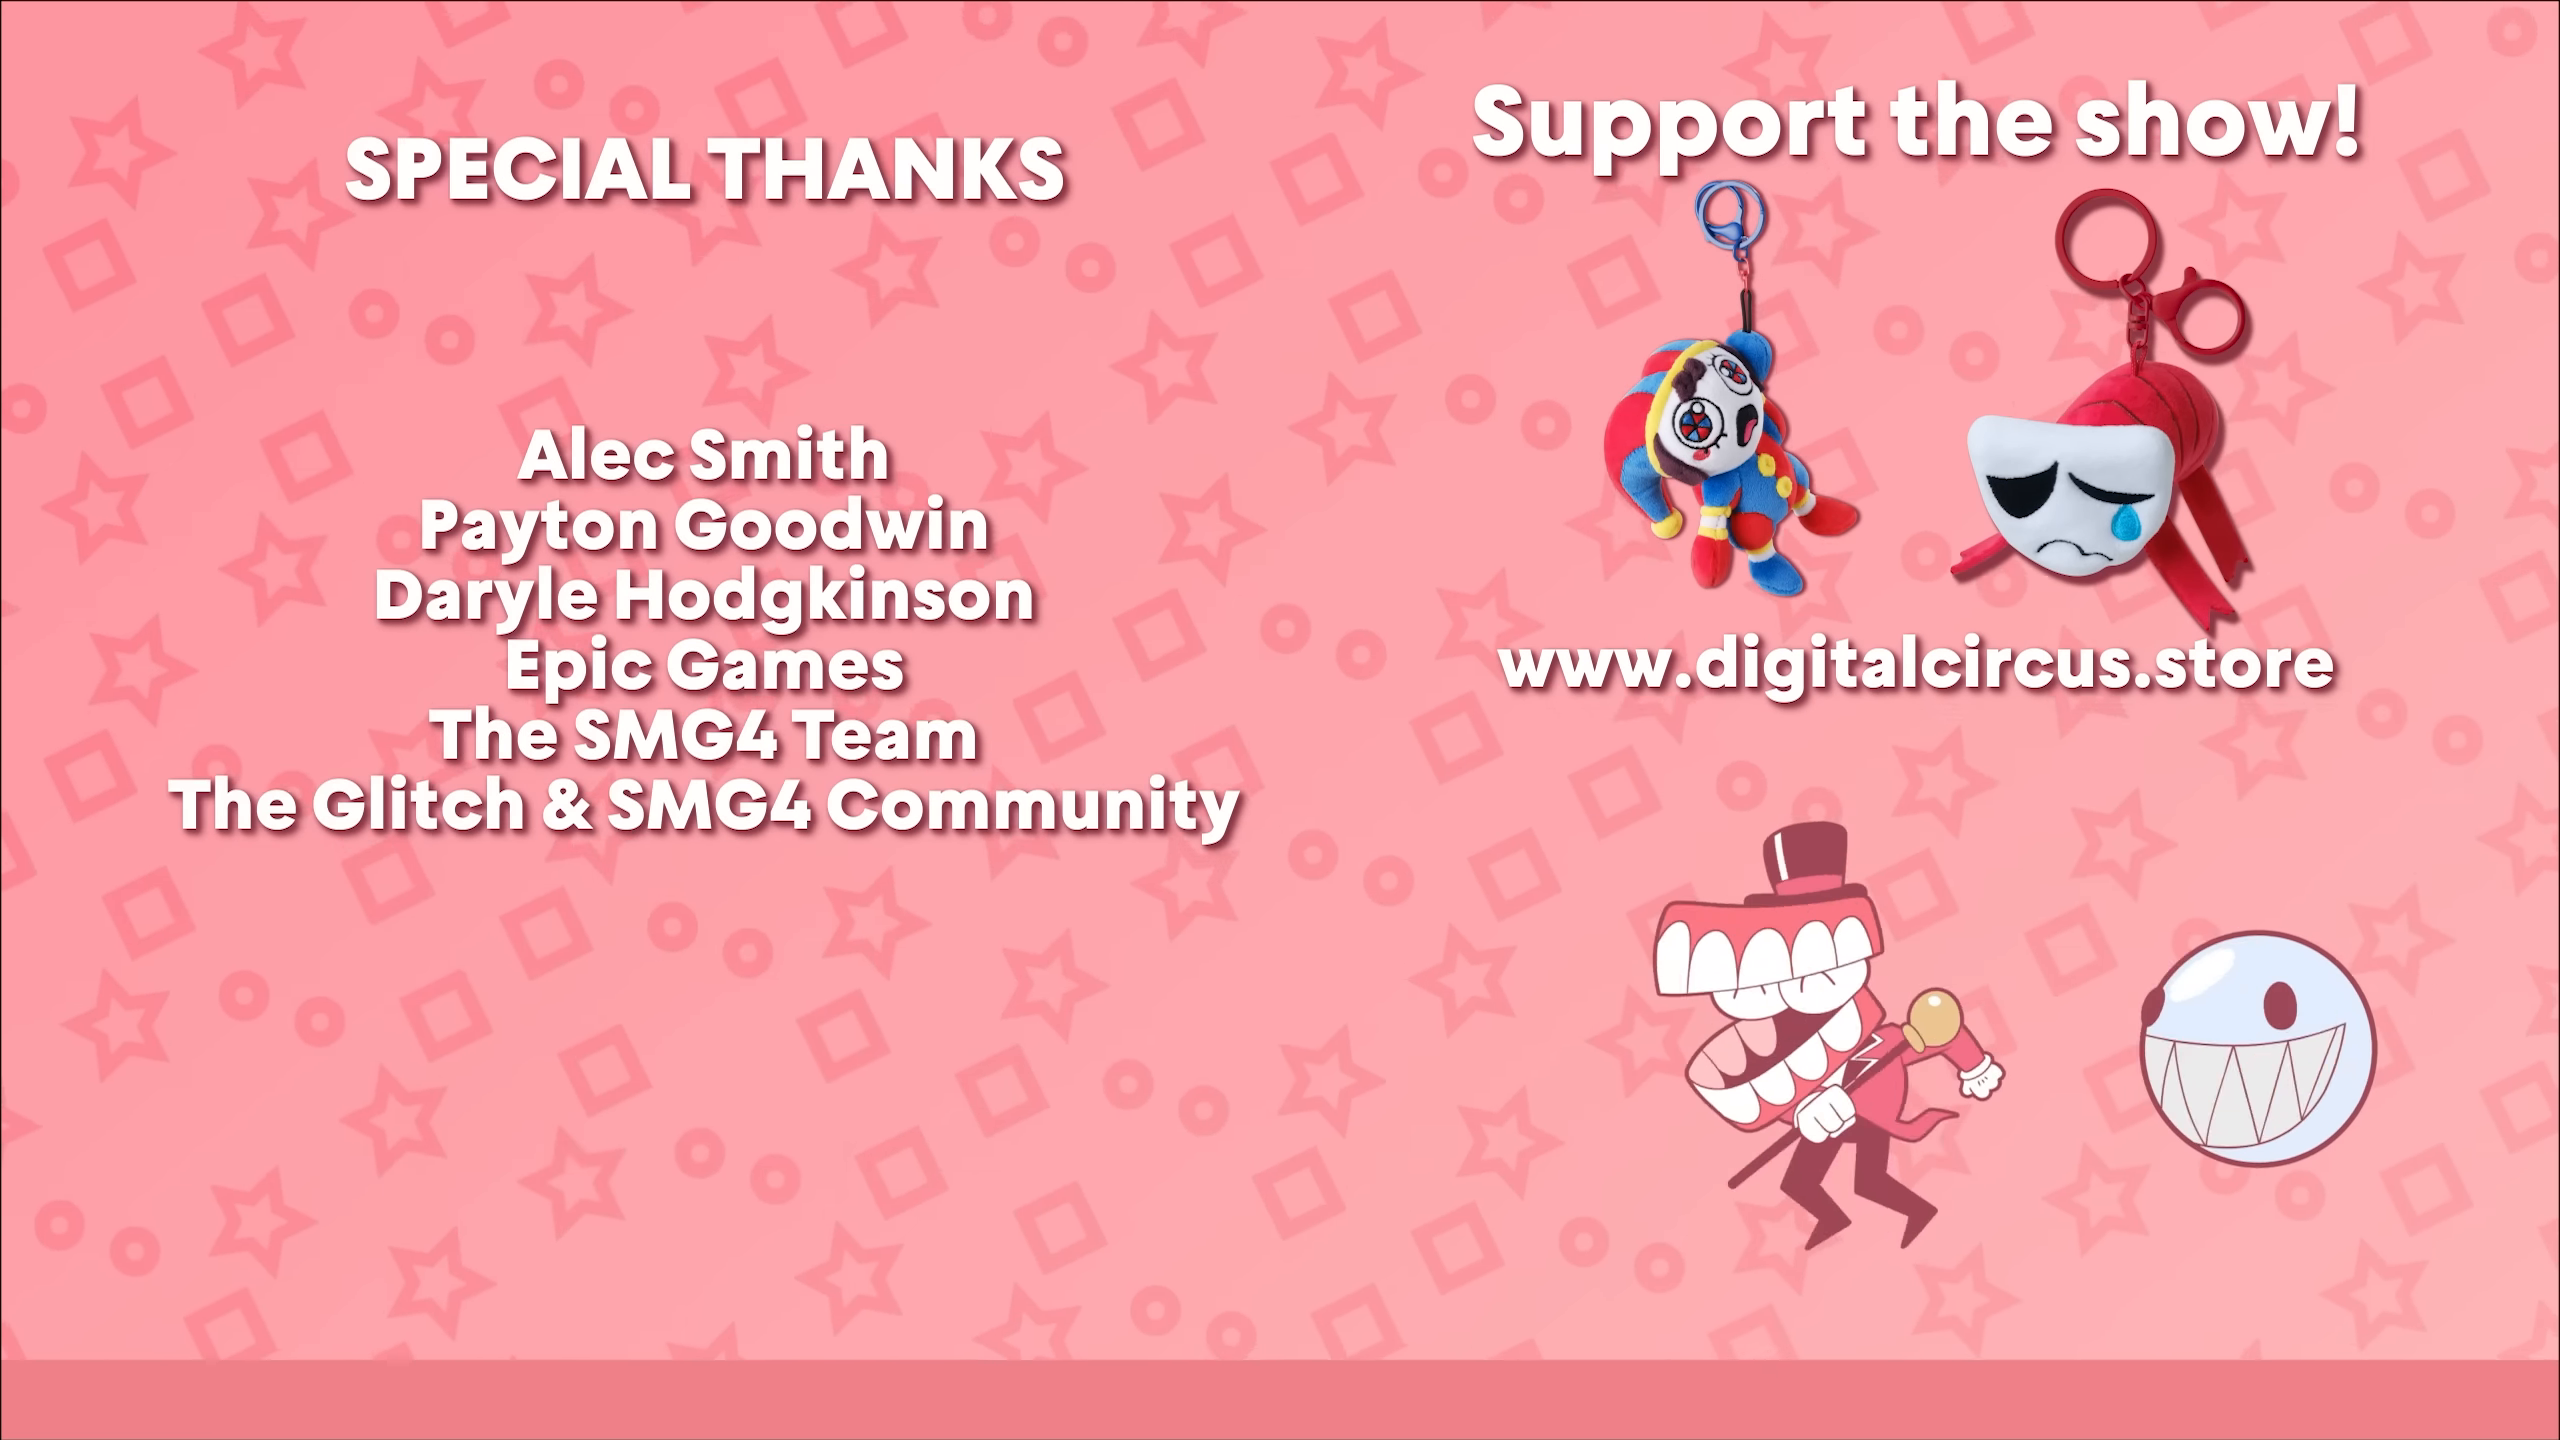 SPECIAL THANKS
Alec Smith
Payton Goodwin
Daryle Hodgkinson
Epic Games
The SMG4 Team
The Glitch & SMG4 Community
Support the show!
www.digitalcircus.store